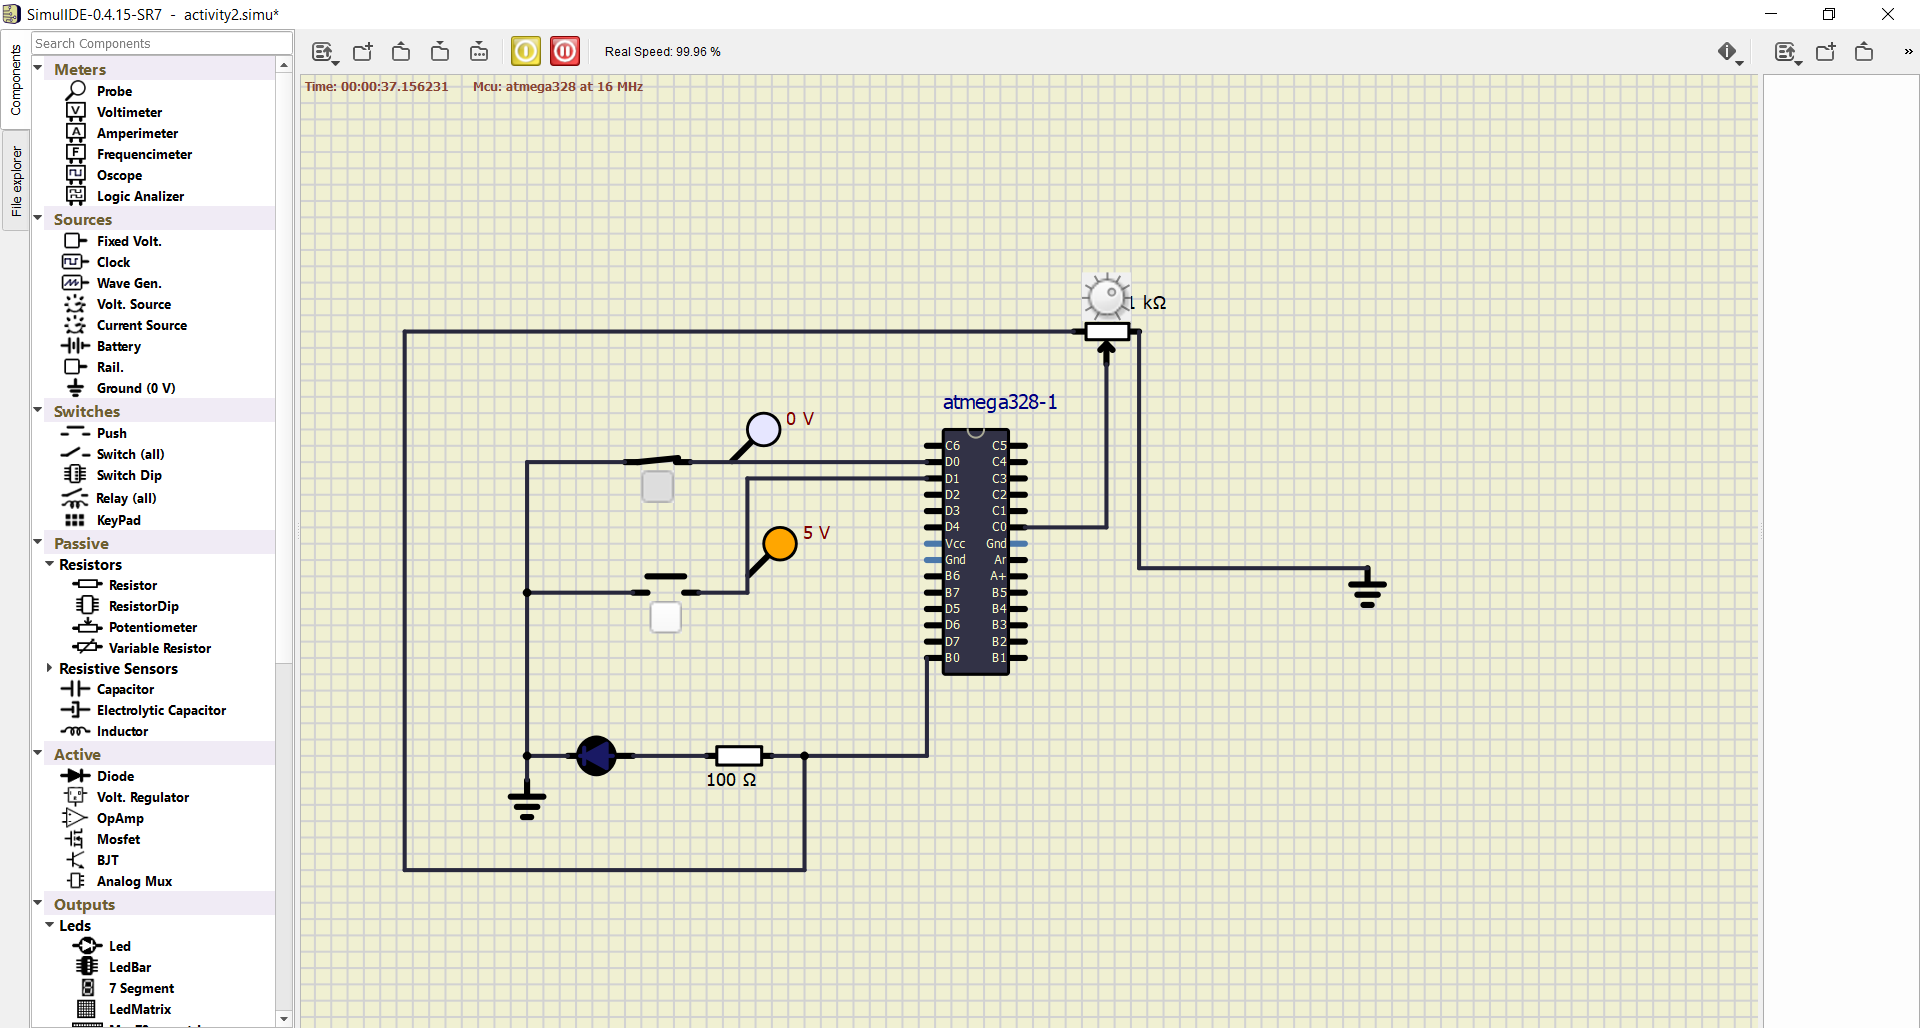 SimulIDE-0.4.15-SR7 - activity2.simu*
Components
File explorer
Search Components
Meters
Probe
Voltimeter
Amperimeter
Frequencimeter
Oscope
Logic Analizer
Sources
Fixed Volt.
Clock
Wave Gen.
Volt. Source
Current Source
Battery
Rail.
Ground (0 V)
Switches
Push
Switch (all)
Switch Dip
Relay (all)
KeyPad
Passive
Resistors
Resistor
ResistorDip
Potentiometer
Variable Resistor
Resistive Sensors
Capacitor
Electrolytic Capacitor
Inductor
Active
Diode
Volt. Regulator
OpAmp
Mosfet
BJT
Analog Mux
Outputs
Leds
Led
LedBar
7 Segment
LedMatrix
Real Speed: 99.96 %
»
Time: 00:00:37.156231 Mcu: atmega328 at 16 MHz
1 kΩ
atmega328-1
0 V
5 V
C6 C5
D0 C4
D1 C3
D2 C2
D3 C1
D4 C0
Vcc Gnd
Gnd Ar
B6 A+
B7 B5
D5 B4
D6 B3
D7 B2
B0 B1
100 Ω